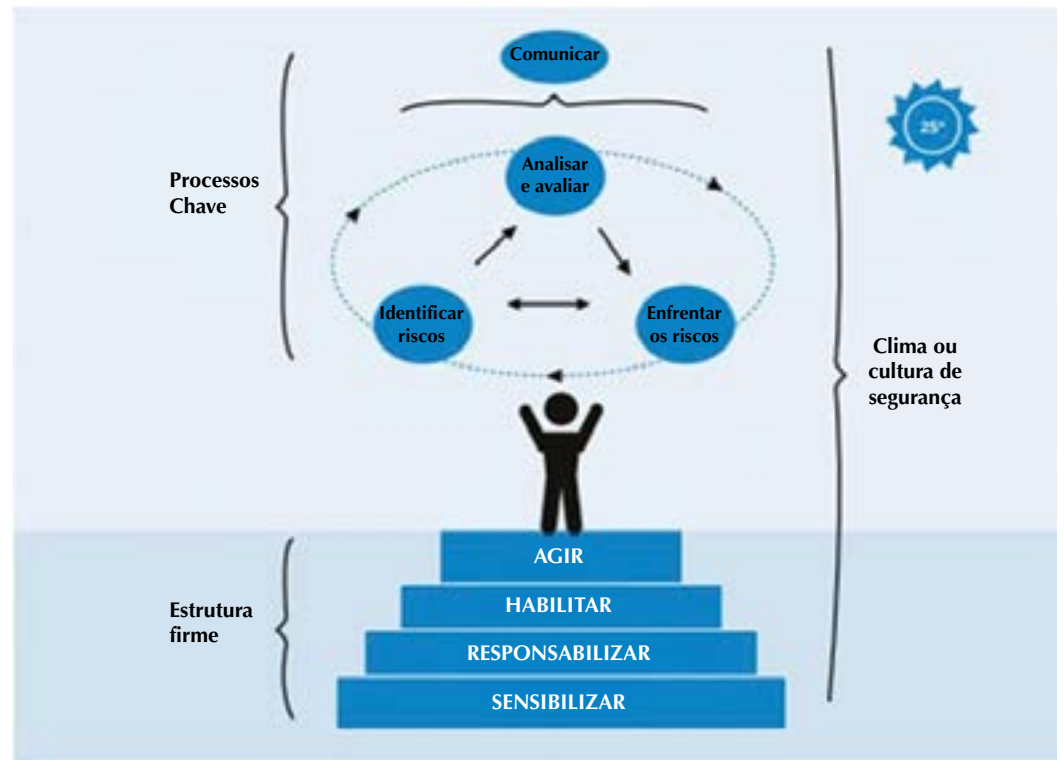 Comunicar
25º
Analisar
e avaliar
Processos
Chave
Identificar
riscos
Enfrentar
os riscos
Clima ou
cultura de
segurança
AGIR
Estrutura
firme
HABILITAR
RESPONSABILIZAR
SENSIBILIZAR